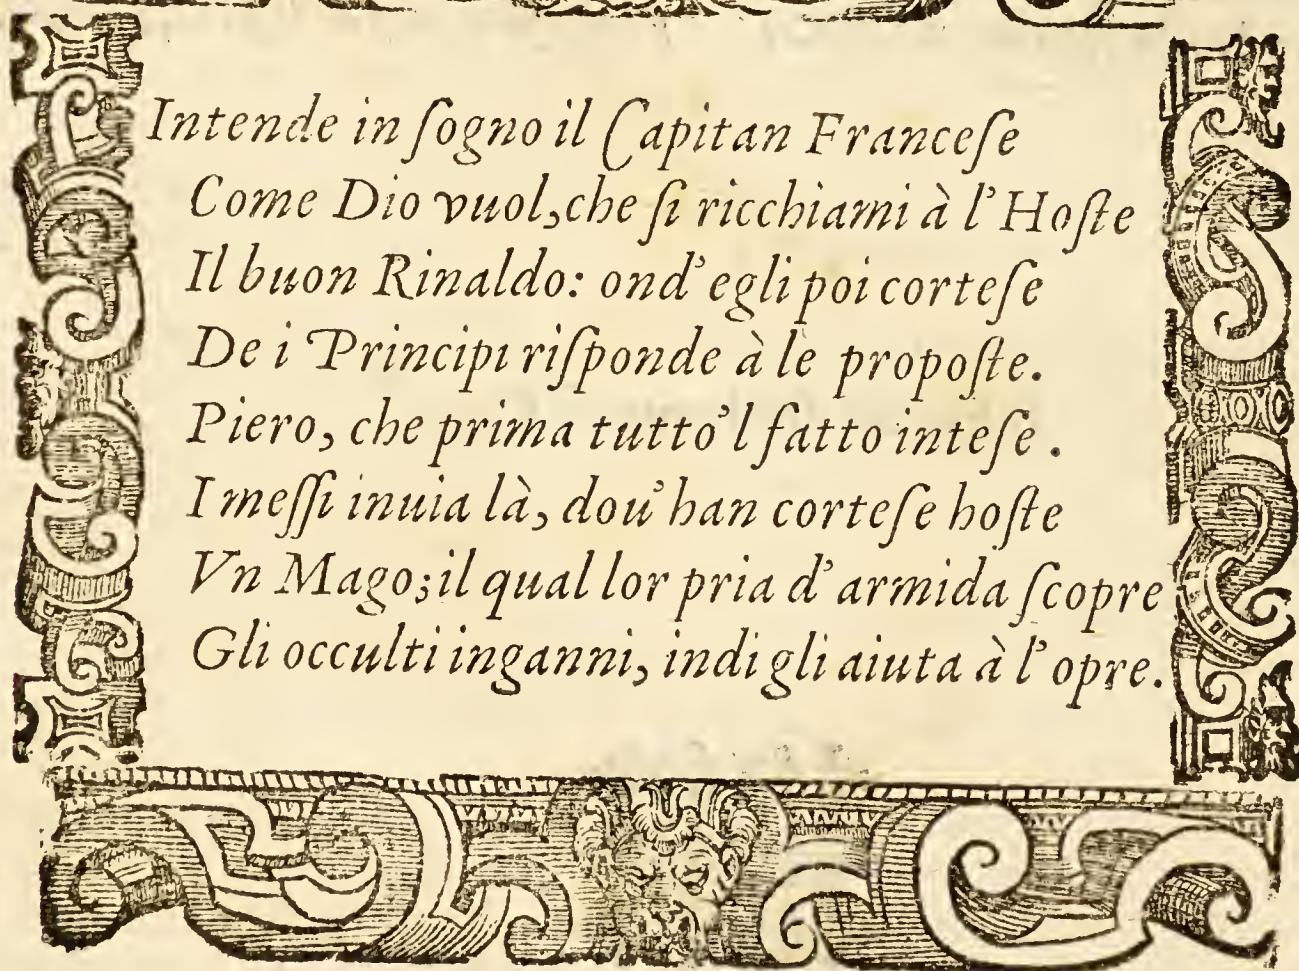 Intende in ſogno il Capitan Franceſe
Come Dio vuol, che ſi ricchiami à l'Hoſte
Il buon Rinaldo: ond' egli poi corteſe
De i Principi riſponde à le propoſte.
Piero, che prima tutto'l fatto inteſe.
I meſſi inuia là, dou' han corteſe hoſte
Vn Mago; il qual lor pria d' armida ſcopre
Gli occulti inganni, indi gli aiuta à l' opre.